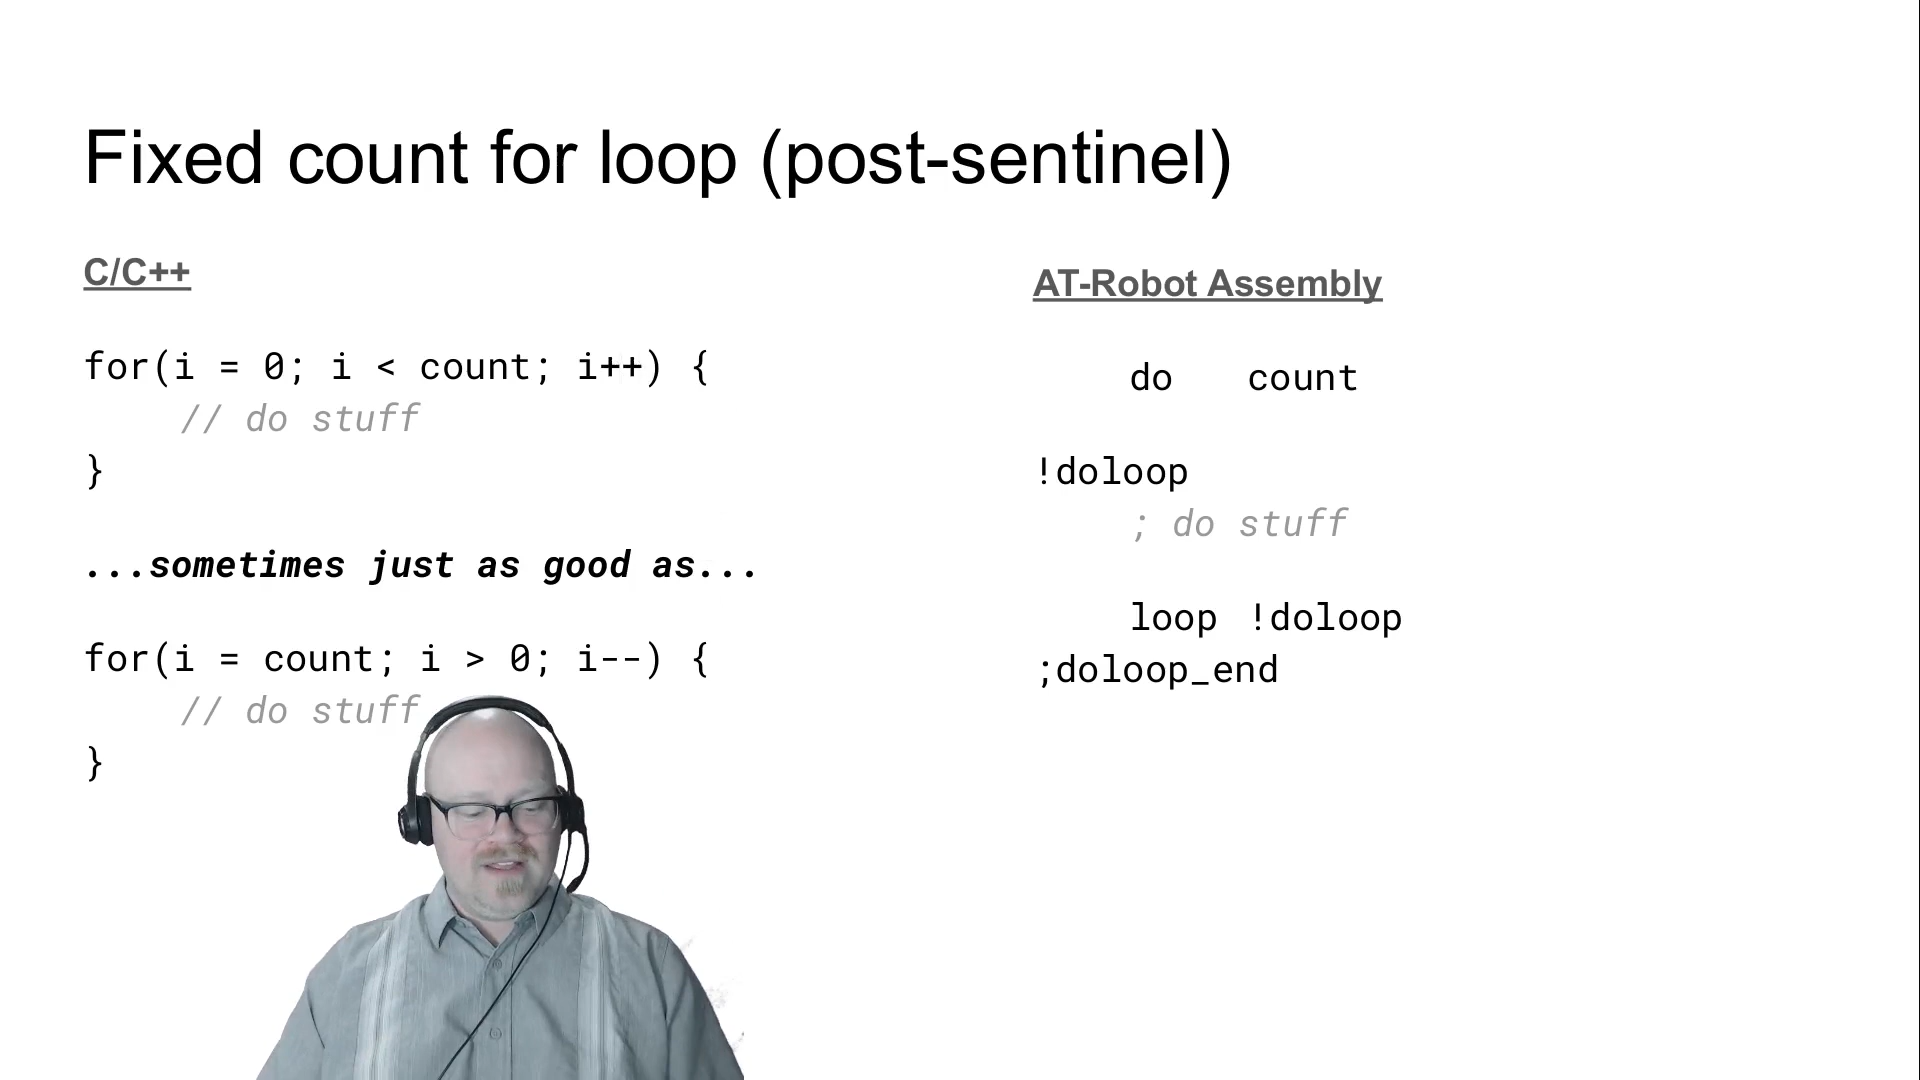 Fixed count for loop (post-sentinel)
C/C++
for(i = 0; i < count; i++) {
// do stuff
}
...sometimes just as good as...
for(i = count; i > 0; i--) {
// do stuff
}
AT-Robot Assembly
do count
!doloop
; do stuff
loop !doloop
;doloop_end